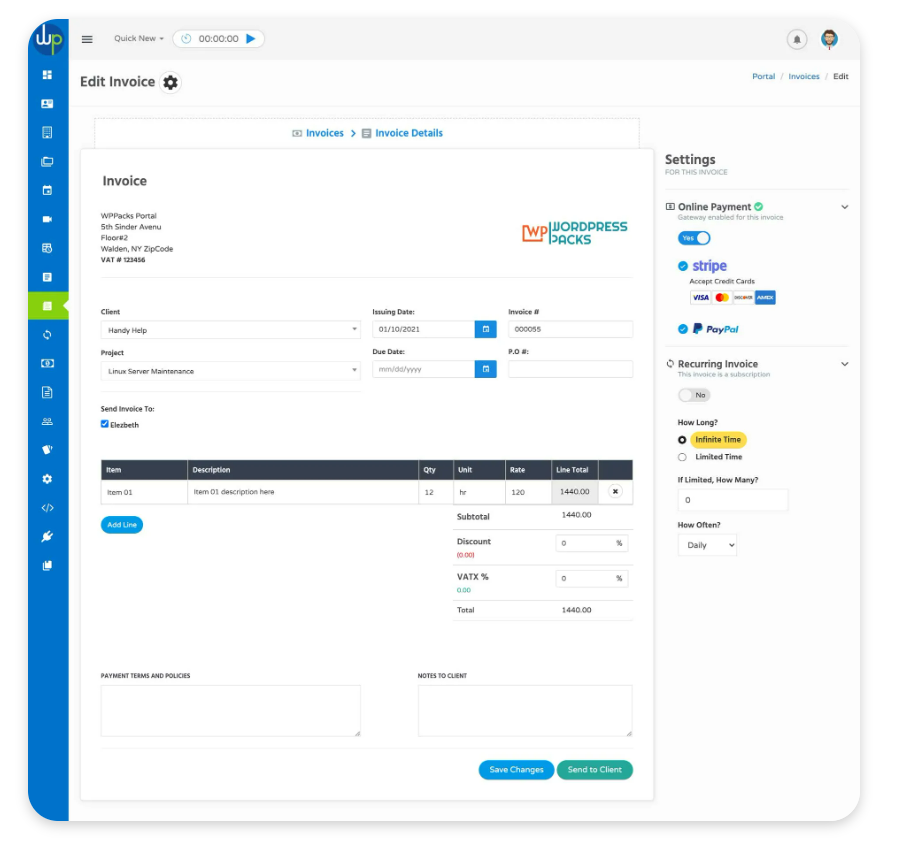 wp
Quick New
00:00:00
Edit Invoice
Portal / Invoices / Edit
Invoices > Invoice Details
Settings
FOR THIS INVOICE
Invoice
WPPacks Portal
5th Sinder Avenu
Floor#2
Walden, NY ZipCode
VAT # 123456
WP WORDPRESS
PACKS
Online Payment
Gateway enabled for this invoice
Yes
stripe
Accept Credit Cards
VISA DISCOVER AMEX
PayPal
Client
Issuing Date:
Invoice #
Handy Help
01/10/2021
000055
Project
Due Date:
P.O #:
Linux Server Maintenance
mm/dd/yyyy
Recurring Invoice
This invoice is a subscription
No
Send Invoice To:
Elezbeth
How Long?
Infinite Time
Limited Time
If Limited, How Many?
0
How Often?
Daily
Item Description Qty Unit Rate Line Total
Item 01 Item 01 description here 12 hr 120 1440.00 ✖
Add Line
Subtotal 1440.00
Discount 0 %
(0.00)
VATX % 0 %
0.00
Total 1440.00
PAYMENT TERMS AND POLICIES
NOTES TO CLIENT
Save Changes
Send to Client